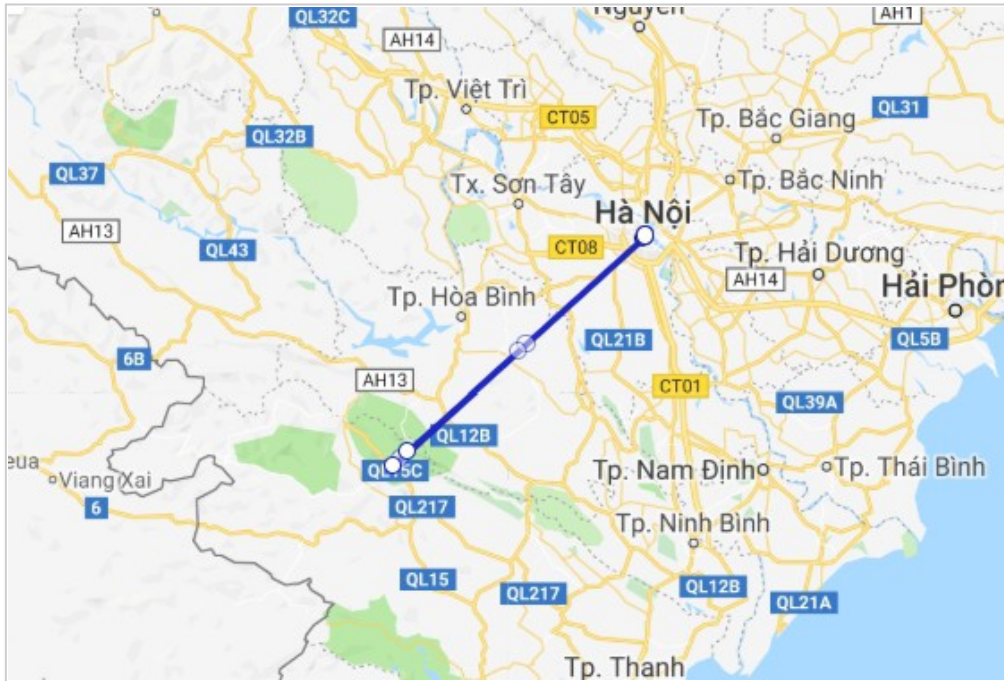 QL32C
Nguyên
AH1
AH14
Tp. Việt Trì
CT05
QL31
Tp. Bắc Giang
QL32B
QL37
Tp. Bắc Ninh
Tx. Sơn Tây
Hà Nội
AH13
QL43
CT08
Tp. Hải Dương
AH14
Hải Phòn
Tp. Hòa Bình
QL21B
QL5B
6B
AH13
CT01
QL39A
QL12B
eua
Viang Xai
QL15C
Tp. Nam Định
Tp. Thái Bình
6
QL217
Tp. Ninh Bình
QL15
QL217
QL12B
QL21A
Tp. Thanh